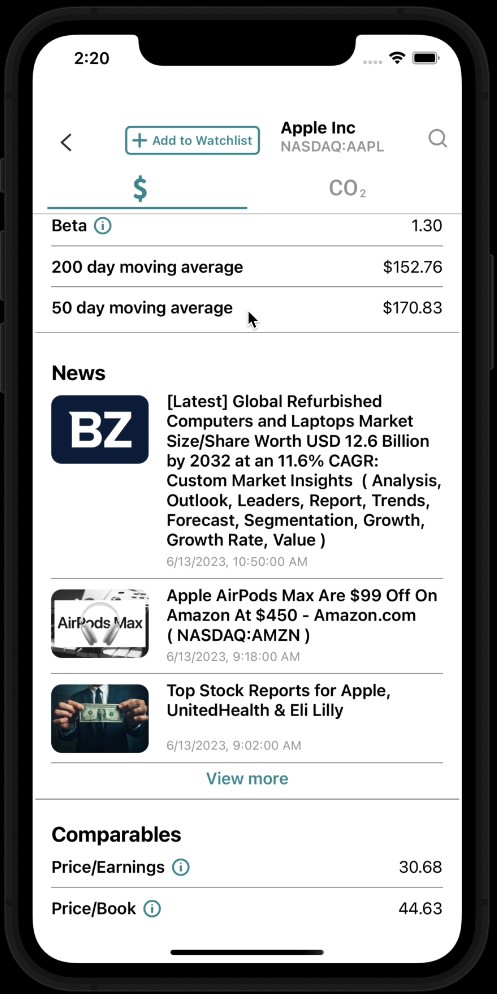 2:20
Add to Watchlist
Apple Inc
NASDAQ:AAPL
$
CO₂
Beta 1.30
200 day moving average $152.76
50 day moving average $170.83
News
BZ
[Latest] Global Refurbished
Computers and Laptops Market
Size/Share Worth USD 12.6 Billion
by 2032 at an 11.6% CAGR:
Custom Market Insights ( Analysis,
Outlook, Leaders, Report, Trends,
Forecast, Segmentation, Growth,
Growth Rate, Value )
6/13/2023, 10:50:00 AM
AirPods Max
Apple AirPods Max Are $99 Off On
Amazon At $450 - Amazon.com
( NASDAQ:AMZN )
6/13/2023, 9:18:00 AM
Top Stock Reports for Apple,
UnitedHealth & Eli Lilly
6/13/2023, 9:02:00 AM
View more
Comparables
Price/Earnings 30.68
Price/Book 44.63